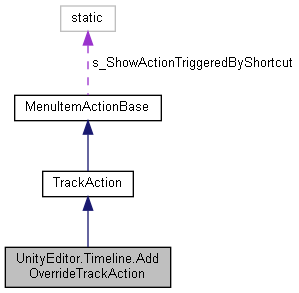 static
s_ShowActionTriggeredByShortcut
MenuItemActionBase
TrackAction
UnityEditor.Timeline.Add
OverrideTrackAction